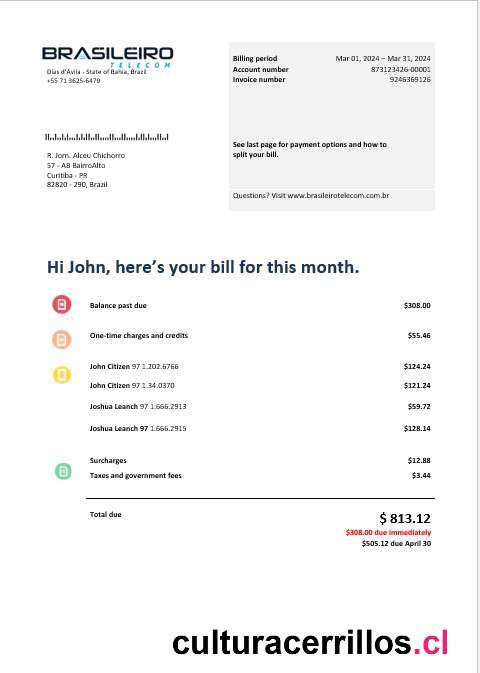 BRASILEIRO
TELECOM
Dias d'Avila - State of Bahia, Brazil
+55 71 3625-6479
Billing period Mar 01, 2024 – Mar 31, 2024
Account number 873123426-00001
Invoice number 9246369126
See last page for payment options and how to
split your bill.
Questions? Visit www.brasileirotelecom.com.br
R. Jorn. Alceu Chichorro
57 - AB BairroAlto
Curitiba - PR
82820 - 290, Brazil
Hi John, here's your bill for this month.
Balance past due $308.00
One-time charges and credits $55.46
John Citizen 97 1.202.6766 $124.24
John Citizen 97 1.34.0370 $121.24
Joshua Leanch 97 1.666.2913 $59.72
Joshua Leanch 97 1.666.2915 $128.14
Surcharges $12.88
Taxes and government fees $3.44
Total due $ 813.12
$308.00 due immediately
$505.12 due April 30
culturacerrillos.cl